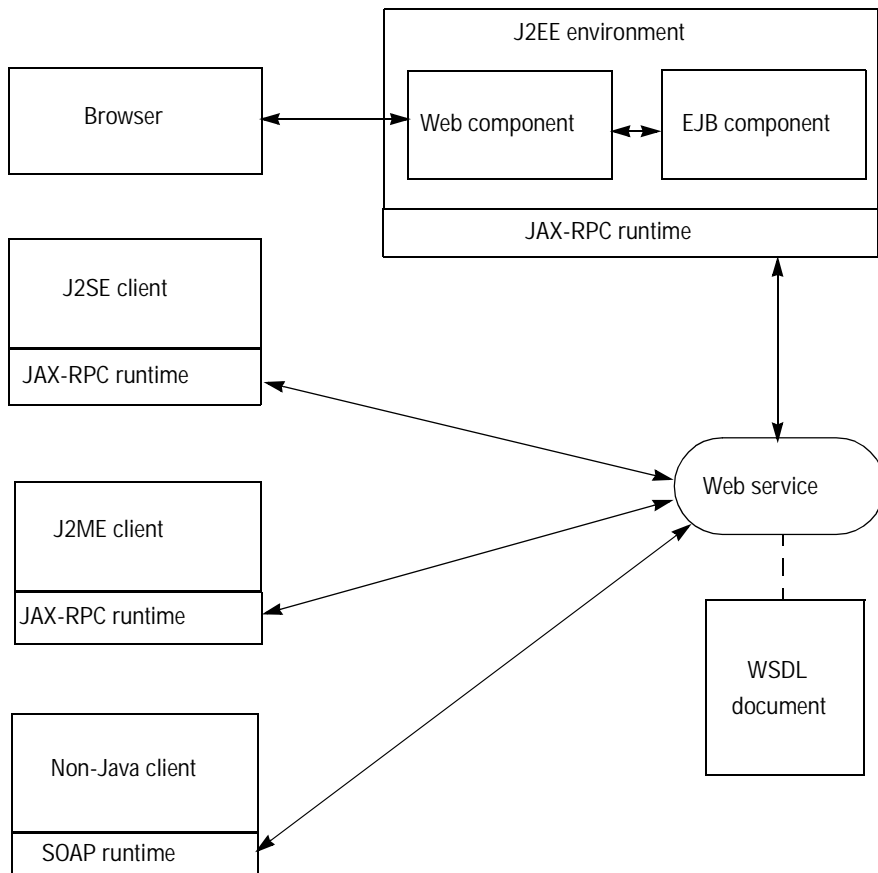 J2EE environment
Browser
Web component
EJB component
JAX-RPC runtime
J2SE client
JAX-RPC runtime
Web service
J2ME client
JAX-RPC runtime
WSDL
document
Non-Java client
SOAP runtime